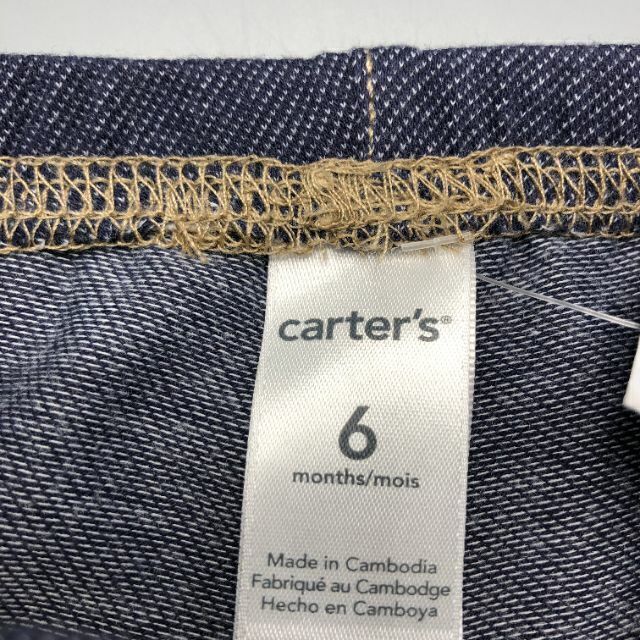 carter's®
6
months/mois
Made in Cambodia
Fabriqué au Cambodge
Hecho en Camboya